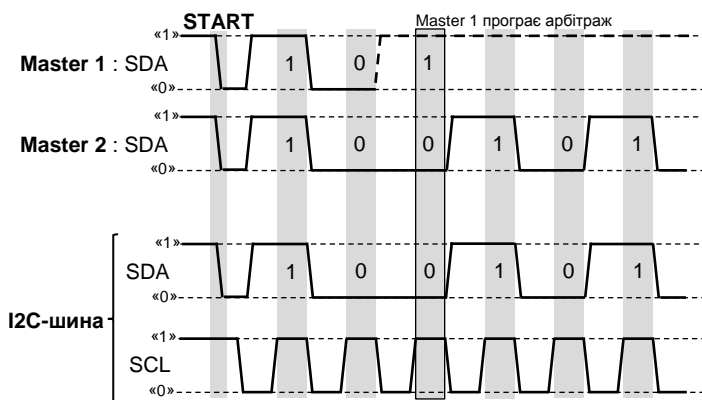 START
Master 1 програє арбітраж
«1»
Master 1 : SDA
1 0 1
«0»
«1»
Master 2 : SDA
1 0 0 1 0 1
«0»
«1»
SDA
1 0 0 1 0 1
«0»
I2C-шина
«1»
SCL
«0»